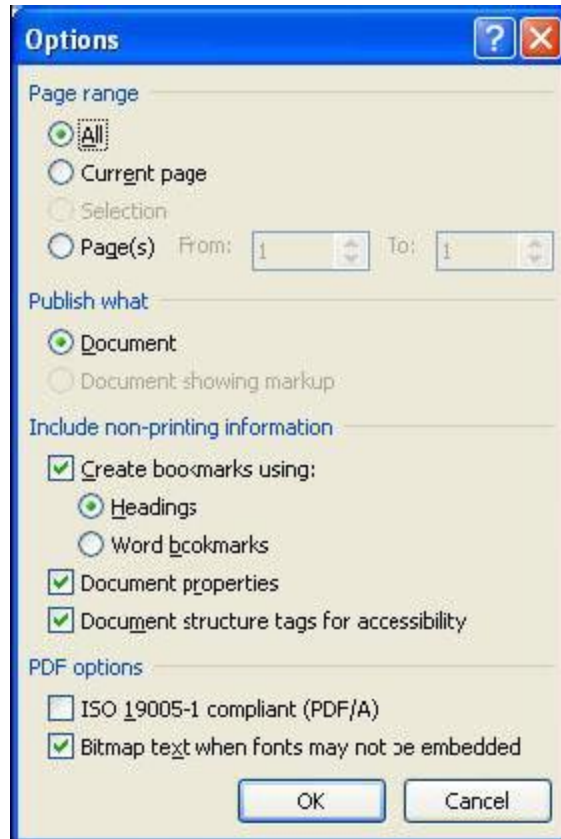 Options
Page range
All
Current page
Selection
Page(s) From: 1 To: 1
Publish what
Document
Document showing markup
Include non-printing information
Create bookmarks using:
Headings
Word bookmarks
Document properties
Document structure tags for accessibility
PDF options
ISO 19005-1 compliant (PDF/A)
Bitmap text when fonts may not be embedded
OK Cancel